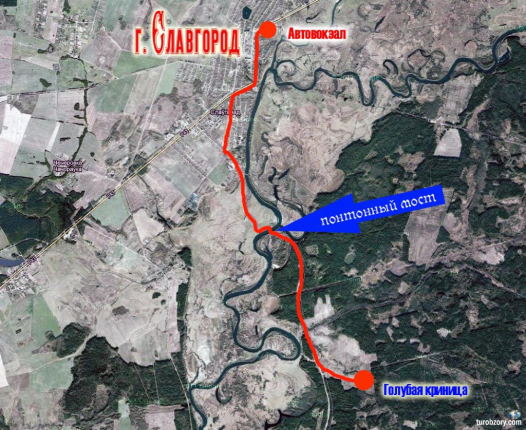 г. Славгород
Автовокзал
понтонный мост
Голубая криница
turobzory.com